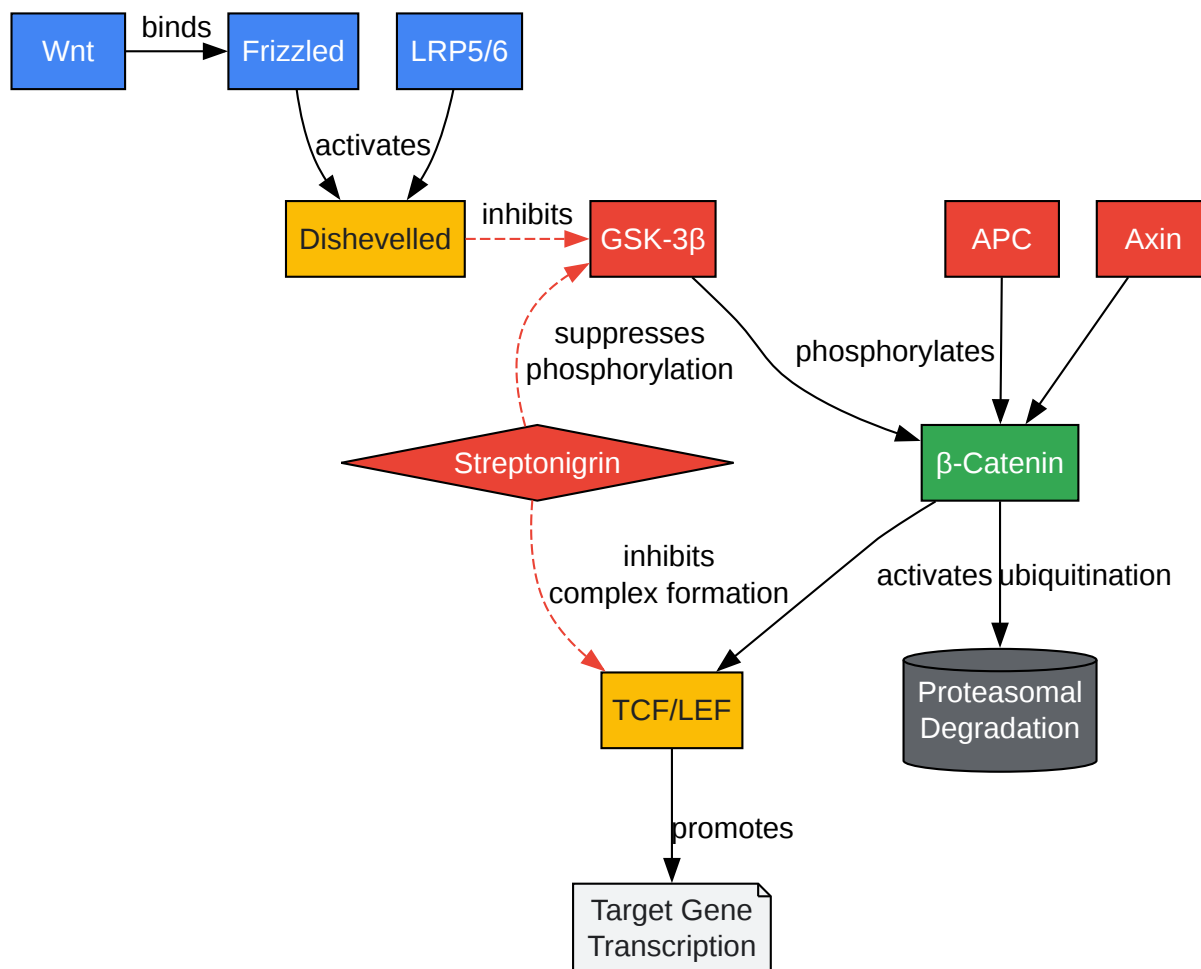 binds
Wnt
Frizzled
LRP5/6
activates
inhibits
Dishevelled
GSK-3β
APC
Axin
suppresses
phosphorylation
phosphorylates
Streptonigrin
β-Catenin
inhibits
complex formation
activates
ubiquitination
TCF/LEF
Proteasomal
Degradation
promotes
Target Gene
Transcription